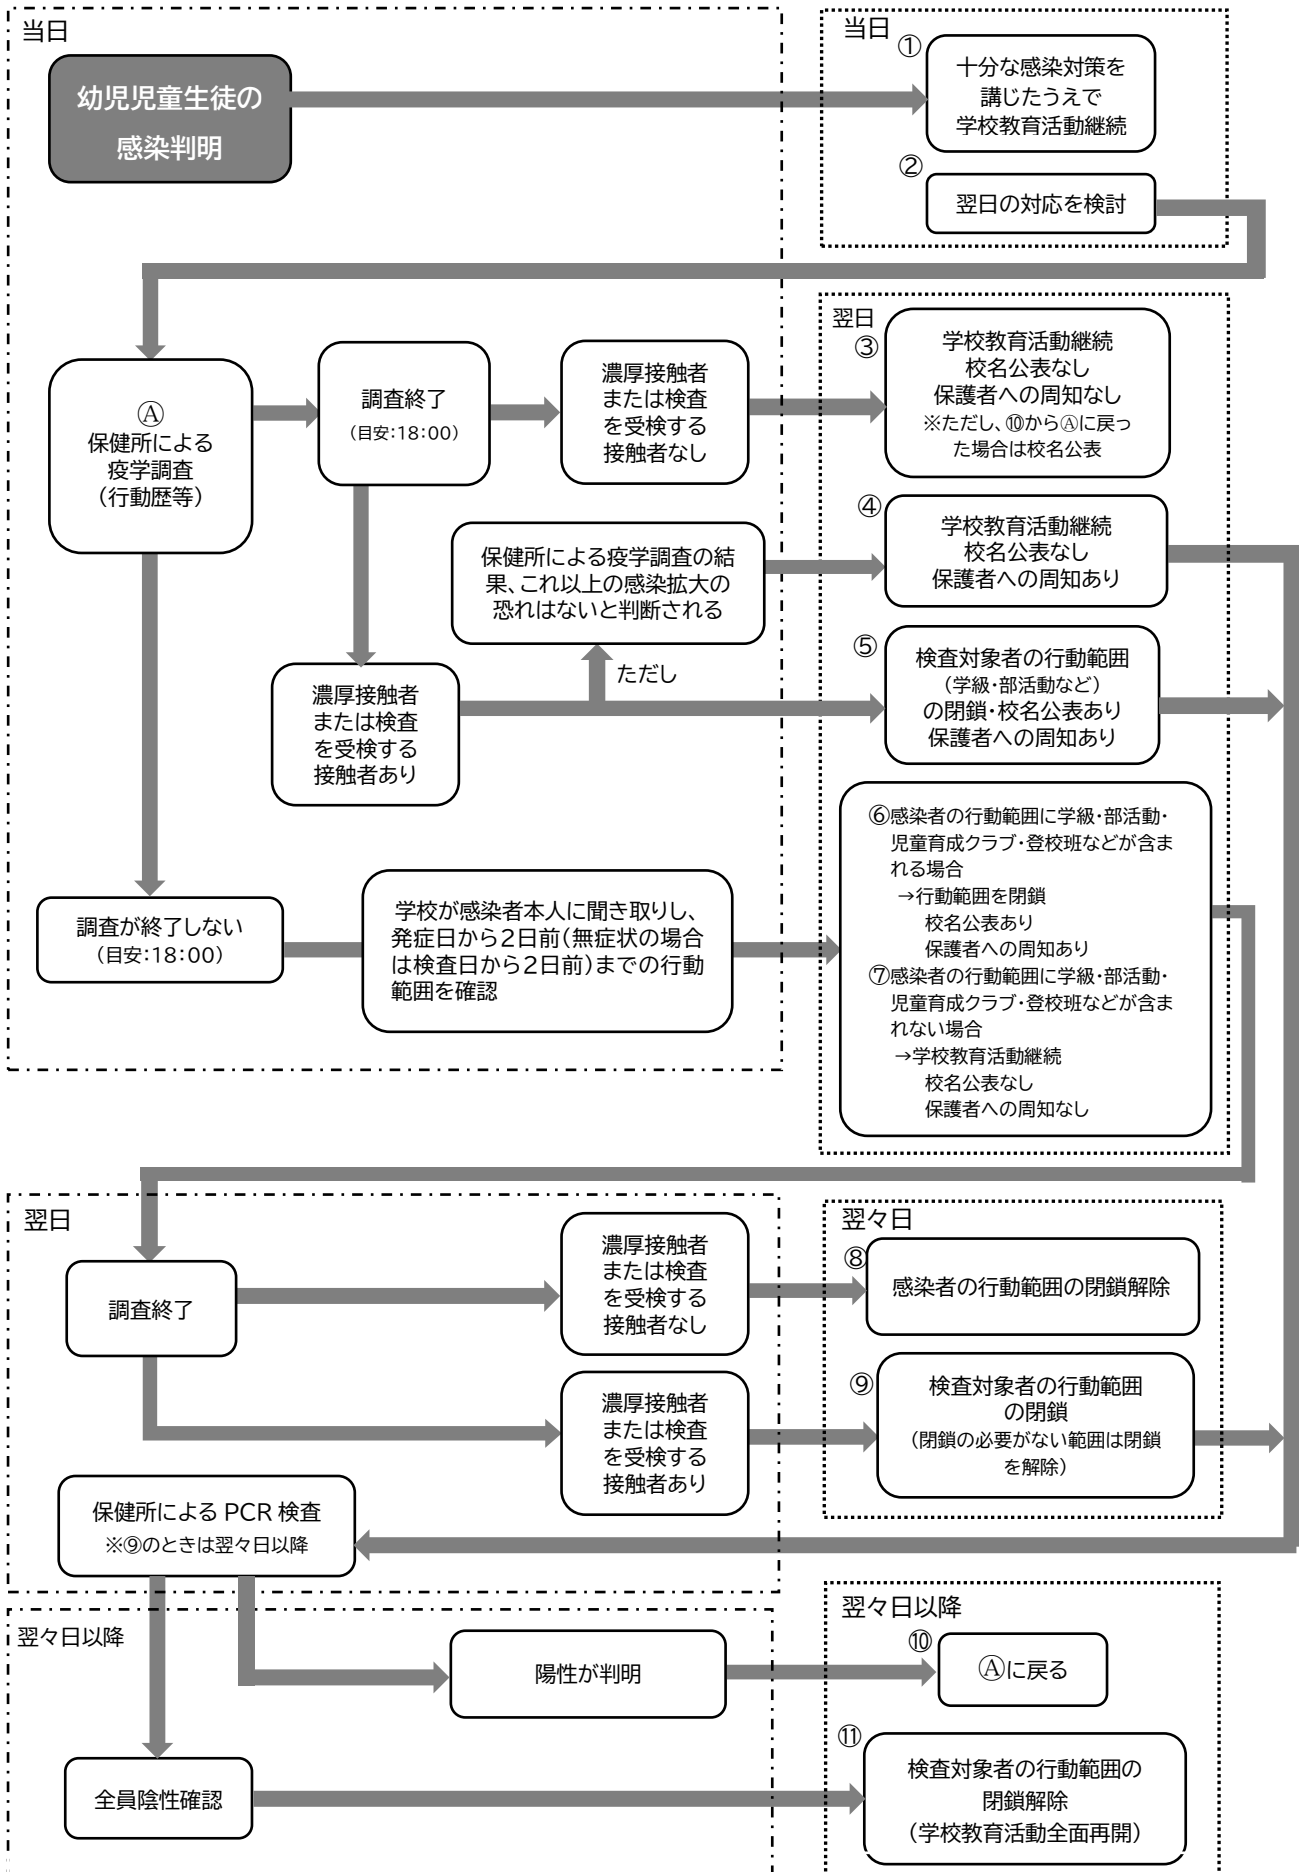 当日
幼児児童生徒の
感染判明
当日
①
十分な感染対策を
講じたうえで
学校教育活動継続
②
翌日の対応を検討
Ⓐ
保健所による
疫学調査
(行動歴等)
調査終了
(目安:18:00)
濃厚接触者
または検査
を受検する
接触者なし
翌日
③
学校教育活動継続
校名公表なし
保護者への周知なし
※ただし、⑩からⒶに戻っ
た場合は校名公表
保健所による疫学調査の結
果、これ以上の感染拡大の
恐れはないと判断される
④
学校教育活動継続
校名公表なし
保護者への周知あり
ただし
濃厚接触者
または検査
を受検する
接触者あり
⑤
検査対象者の行動範囲
(学級・部活動など)
の閉鎖・校名公表あり
保護者への周知あり
調査が終了しない
(目安:18:00)
学校が感染者本人に聞き取りし、
発症日から2日前(無症状の場合
は検査日から2日前)までの行動
範囲を確認
⑥感染者の行動範囲に学級・部活動・
児童育成クラブ・登校班などが含ま
れる場合
→行動範囲を閉鎖
校名公表あり
保護者への周知あり
⑦感染者の行動範囲に学級・部活動・
児童育成クラブ・登校班などが含ま
れない場合
→学校教育活動継続
校名公表なし
保護者への周知なし
翌日
調査終了
濃厚接触者
または検査
を受検する
接触者なし
翌々日
⑧
感染者の行動範囲の閉鎖解除
濃厚接触者
または検査
を受検する
接触者あり
⑨
検査対象者の行動範囲
の閉鎖
(閉鎖の必要がない範囲は閉鎖
を解除)
保健所による PCR 検査
※⑨のときは翌々日以降
翌々日以降
陽性が判明
翌々日以降
⑩
Ⓐに戻る
全員陰性確認
⑪
検査対象者の行動範囲の
閉鎖解除
(学校教育活動全面再開)